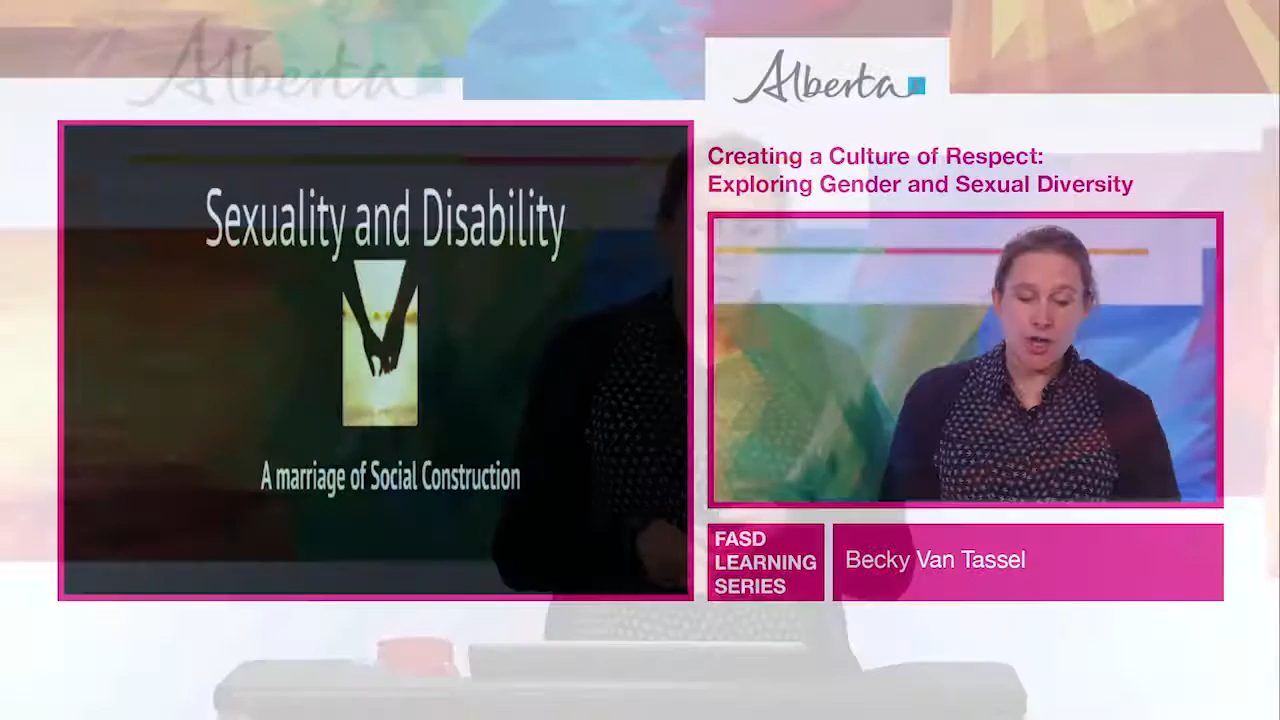 Alberta
Alberta
Sexuality and Disability
A marriage of Social Construction
Creating a Culture of Respect:
Exploring Gender and Sexual Diversity
FASD
LEARNING
SERIES
Becky Van Tassel